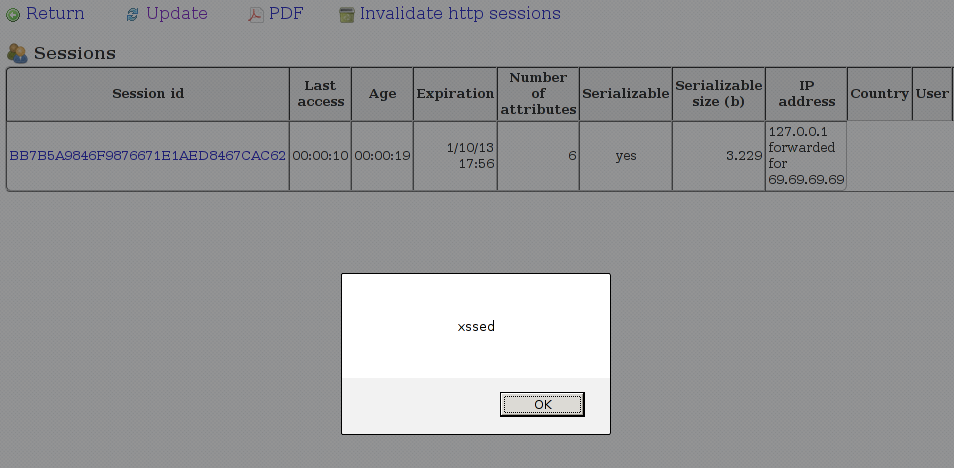 Return Update PDF Invalidate http sessions
Sessions
Session id Last access Age Expiration Number of attributes Serializable Serializable size (b) IP address Country User
BB7B5A9846F9876671E1AED8467CAC62 00:00:10 00:00:19 1/10/13 17:56 6 yes 3.229 127.0.0.1 forwarded for 69.69.69.69
xssed
OK